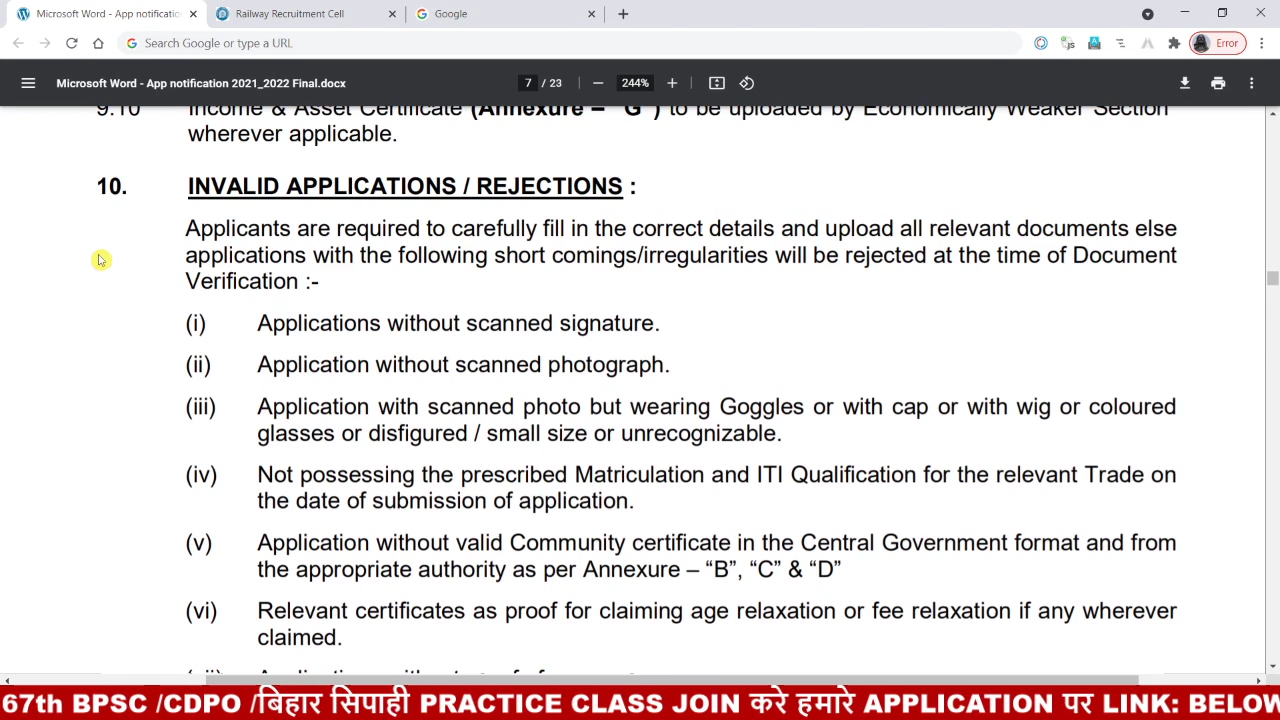 Microsoft Word - App notificatio
Railway Recruitment Cell
Google
Search Google or type a URL
Error
Microsoft Word - App notification 2021_2022 Final.docx
7 / 23
244%
9.10 Income & Asset Certificate (Annexure – "G") to be uploaded by Economically Weaker Section
wherever applicable.
10. INVALID APPLICATIONS / REJECTIONS :
Applicants are required to carefully fill in the correct details and upload all relevant documents else
applications with the following short comings/irregularities will be rejected at the time of Document
Verification :-
(i) Applications without scanned signature.
(ii) Application without scanned photograph.
(iii) Application with scanned photo but wearing Goggles or with cap or with wig or coloured
glasses or disfigured / small size or unrecognizable.
(iv) Not possessing the prescribed Matriculation and ITI Qualification for the relevant Trade on
the date of submission of application.
(v) Application without valid Community certificate in the Central Government format and from
the appropriate authority as per Annexure – “B”, “C” & “D”
(vi) Relevant certificates as proof for claiming age relaxation or fee relaxation if any wherever
claimed.
67th BPSC /CDPO /बिहार सिपाही PRACTICE CLASS JOIN करे हमारे APPLICATION पर LINK: BELOW